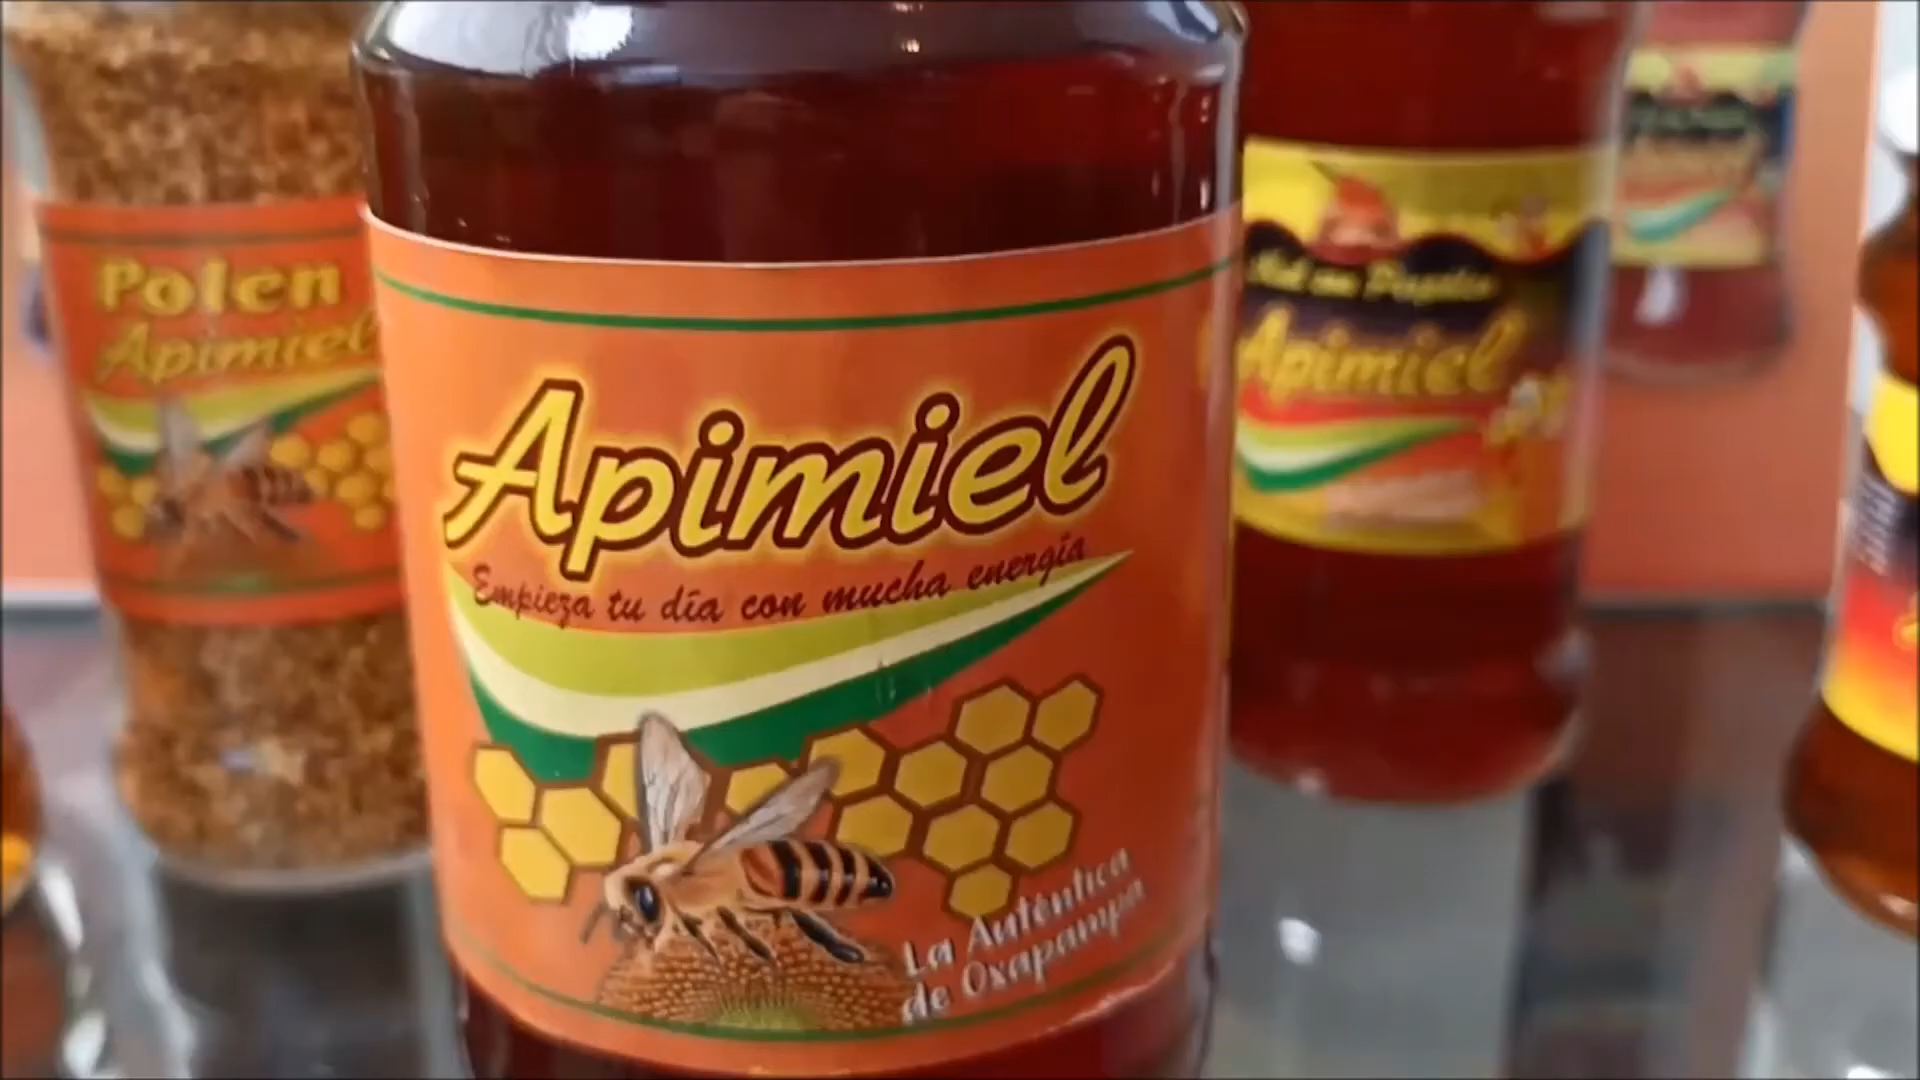 Polen
Apimiel
Apimiel
Empieza tu día con mucha energía
La Auténtica
de Oxapampa
Apimiel